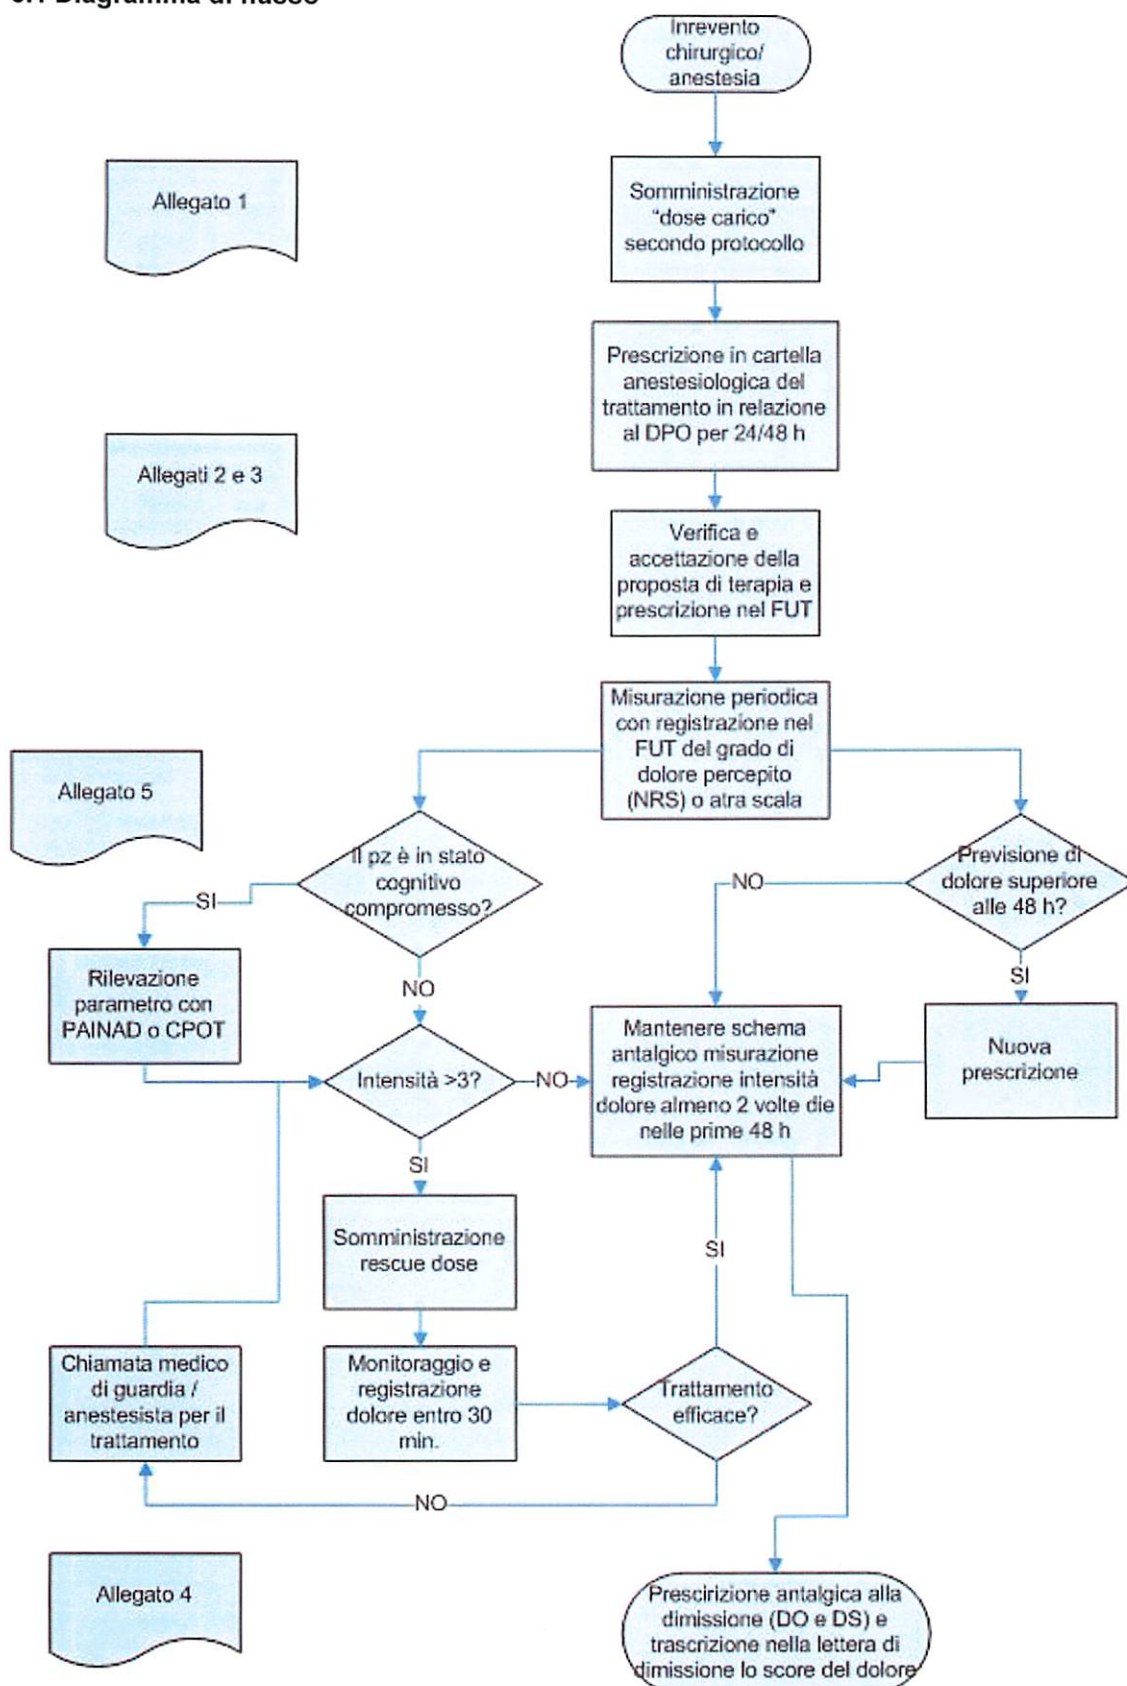 Inrevento
chirurgico/
anestesia
Allegato 1
Somministrazione
"dose carico"
secondo protocollo
Prescrizione in cartella
anestesiologica del
trattamento in relazione
al DPO per 24/48 h
Allegati 2 e 3
Verifica e
accettazione della
proposta di terapia e
prescrizione nel FUT
Misurazione periodica
con registrazione nel
FUT del grado di
dolore percepito
(NRS) o atra scala
Allegato 5
Il pz è in stato
cognitivo
compromesso?
Previsione di
dolore superiore
alle 48 h?
SI
NO
NO
SI
Rilevazione
parametro con
PAINAD o CPOT
Intensità >3?
NO
Mantenere schema
antalgico misurazione
registrazione intensità
dolore almeno 2 volte die
nelle prime 48 h
Nuova
prescrizione
SI
Somministrazione
rescue dose
SI
Chiamata medico
di guardia /
anestesista per il
trattamento
Monitoraggio e
registrazione
dolore entro 30
min.
Trattamento
efficace?
NO
Allegato 4
Prescirizione antalgica alla
dimissione (DO e DS) e
trascrizione nella lettera di
dimissione lo score del dolore